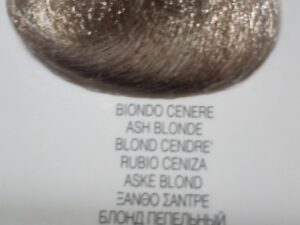 BIONDO CENERE
ASH BLONDE
BLOND CENDRE'
RUBIO CENIZA
ASKE BLOND
ΞΑΝΘΟ ΣΑΝΤΡΕ
БЛОНД ПЕПЕЛЬНЫЙ